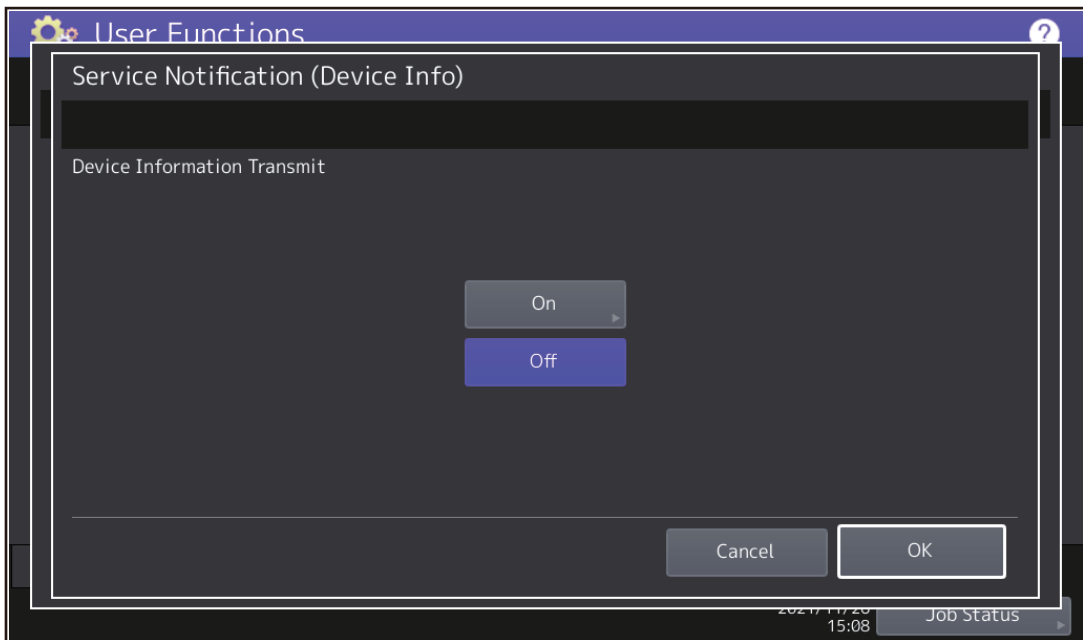 User Functions
?
Service Notification (Device Info)
Device Information Transmit
On
Off
Cancel
OK
15:08
Job Status